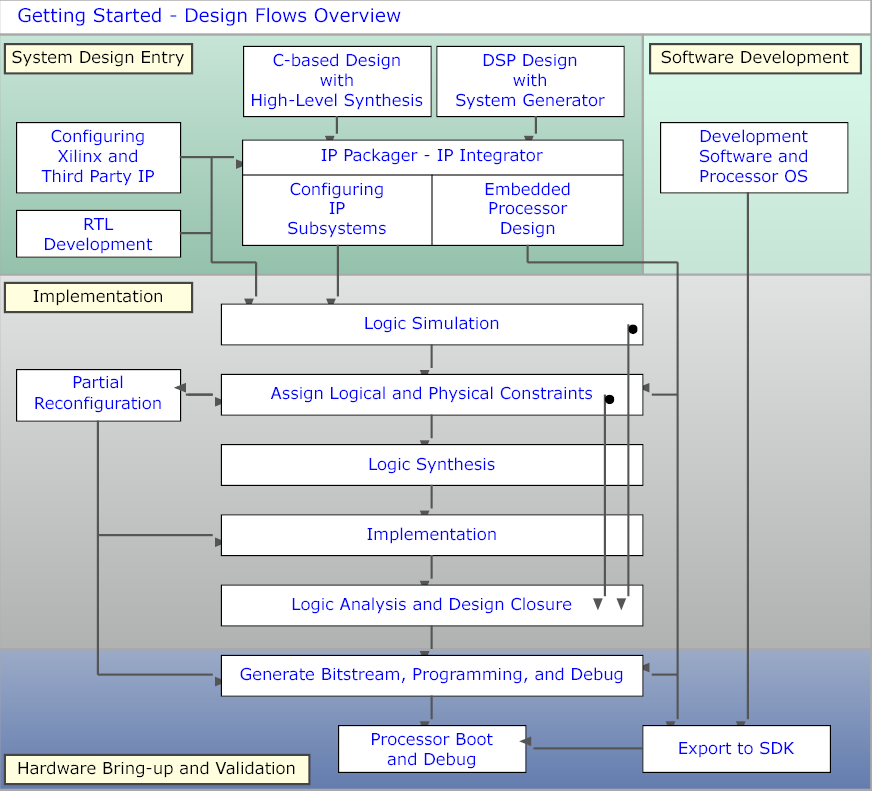 Getting Started - Design Flows Overview
System Design Entry
C-based Design
with
High-Level Synthesis
DSP Design
with
System Generator
Software Development
Configuring
Xilinx and
Third Party IP
IP Packager - IP Integrator
Configuring
IP
Subsystems
Embedded
Processor
Design
Development
Software and
Processor OS
RTL
Development
Implementation
Logic Simulation
Partial
Reconfiguration
Assign Logical and Physical Constraints
Logic Synthesis
Implementation
Logic Analysis and Design Closure
Generate Bitstream, Programming, and Debug
Processor Boot
and Debug
Export to SDK
Hardware Bring-up and Validation